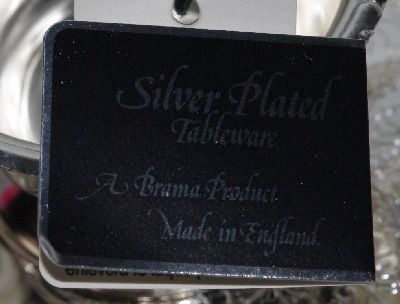 Silver Plated
Tableware
A Brama Product
Made in England